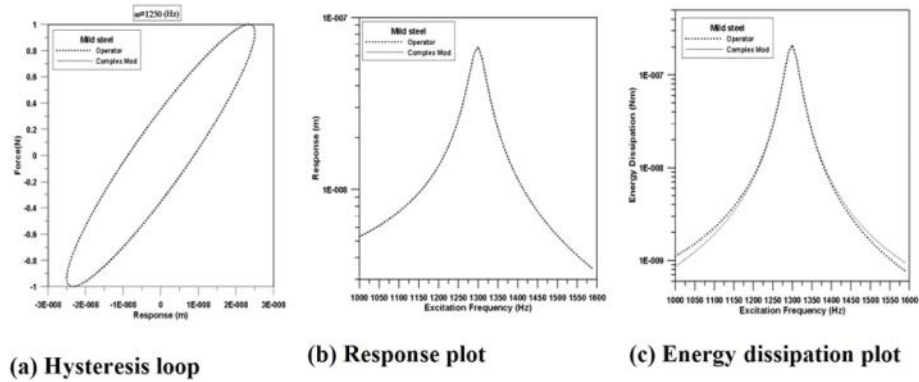 ω=1250 (Hz)
Mild steel
Operator
Complex Mod
Force(N)
1
0.8
0.6
0.4
0.2
0
-0.2
-0.4
-0.6
-0.8
-1
-3E-008 -2E-008 -1E-008 0 1E-008 2E-008 3E-008
Response (m)
(a) Hysteresis loop
1E-007
Mild steel
Operator
Complex Mod
Response (m)
1E-008
1000 1050 1100 1150 1200 1250 1300 1350 1400 1450 1500 1550 1600
Excitation Frequency (Hz)
(b) Response plot
Mild steel
Operator
Complex Mod
Energy Dissipation (Nm)
1E-007
1E-008
1E-009
1000 1050 1100 1150 1200 1250 1300 1350 1400 1450 1500 1550 1600
Excitation Frequency (Hz)
(c) Energy dissipation plot